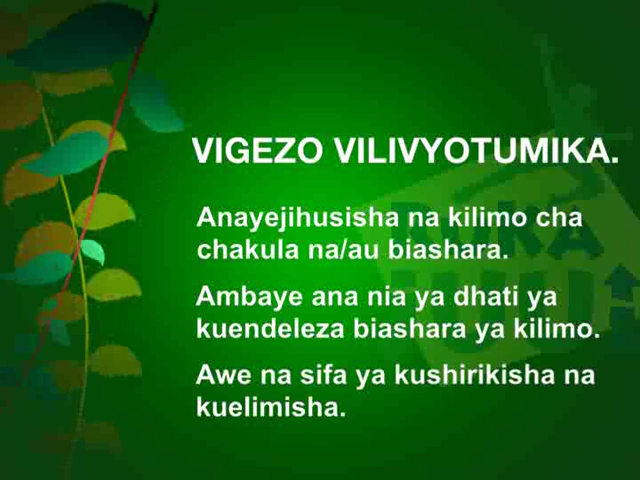 VIGEZO VILIVYOTUMIKA.
Anayejihusisha na kilimo cha
chakula na/au biashara.
Ambaye ana nia ya dhati ya
kuendeleza biashara ya kilimo.
Awe na sifa ya kushirikisha na
kuelimisha.